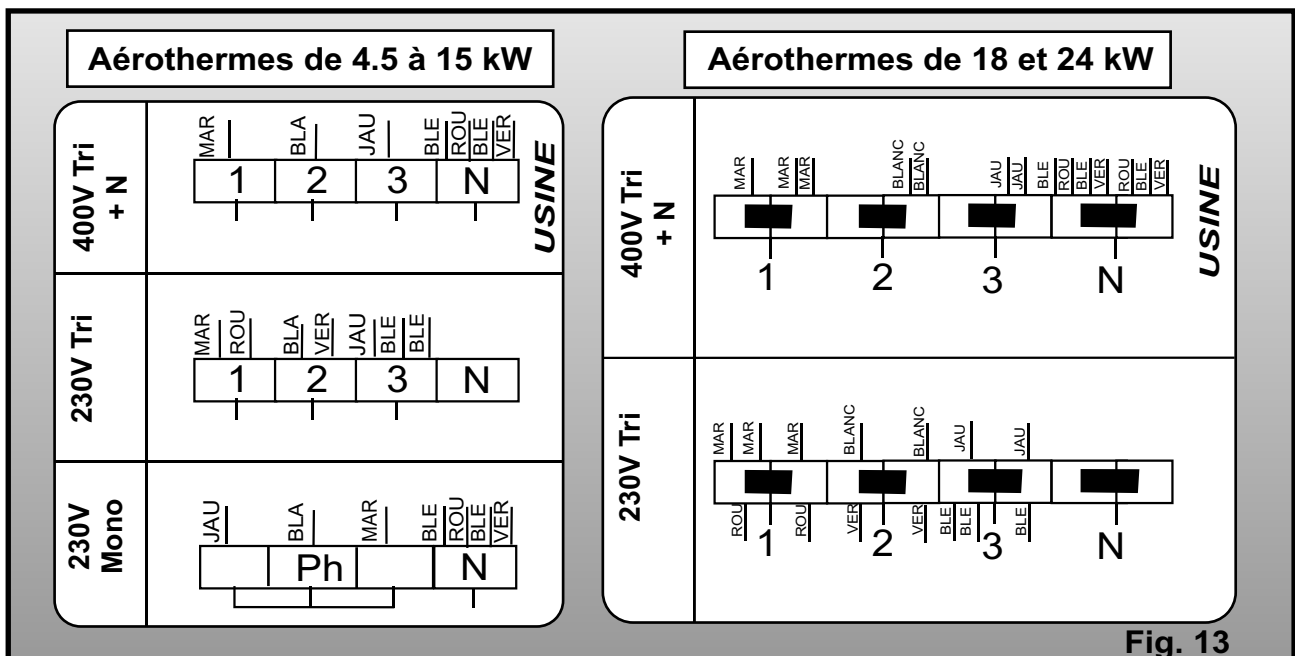 Aérothermes de 4.5 à 15 kW
400V Tri
+ N
MAR BLA JAU BLE ROU BLE VER
1 2 3 N
USINE
230V Tri
MAR ROU BLA VER JAU BLE BLE
1 2 3 N
230V
Mono
JAU BLA MAR BLE ROU BLE VER
Ph N
Aérothermes de 18 et 24 kW
400V Tri
+ N
MAR MAR MAR BLANC BLANC JAU JAU BLE ROU BLE VER ROU BLE VER
1 2 3 N
USINE
230V Tri
MAR MAR MAR BLANC BLANC JAU JAU
ROU ROU VER VER BLE BLE BLE
1 2 3 N
Fig. 13